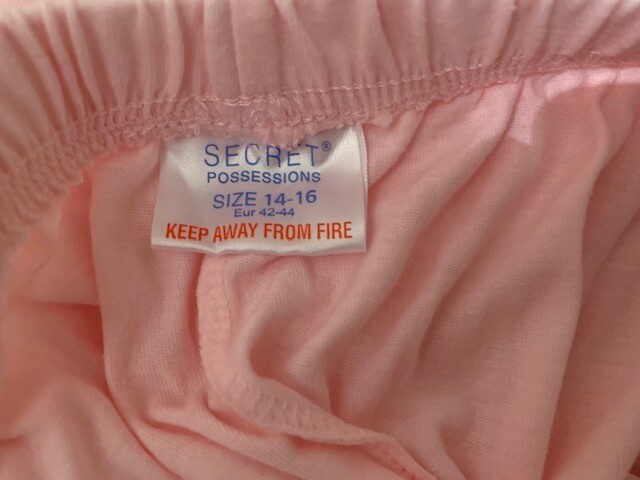 SECRET®
POSSESSIONS
SIZE 14-16
Eur 42-44
KEEP AWAY FROM FIRE